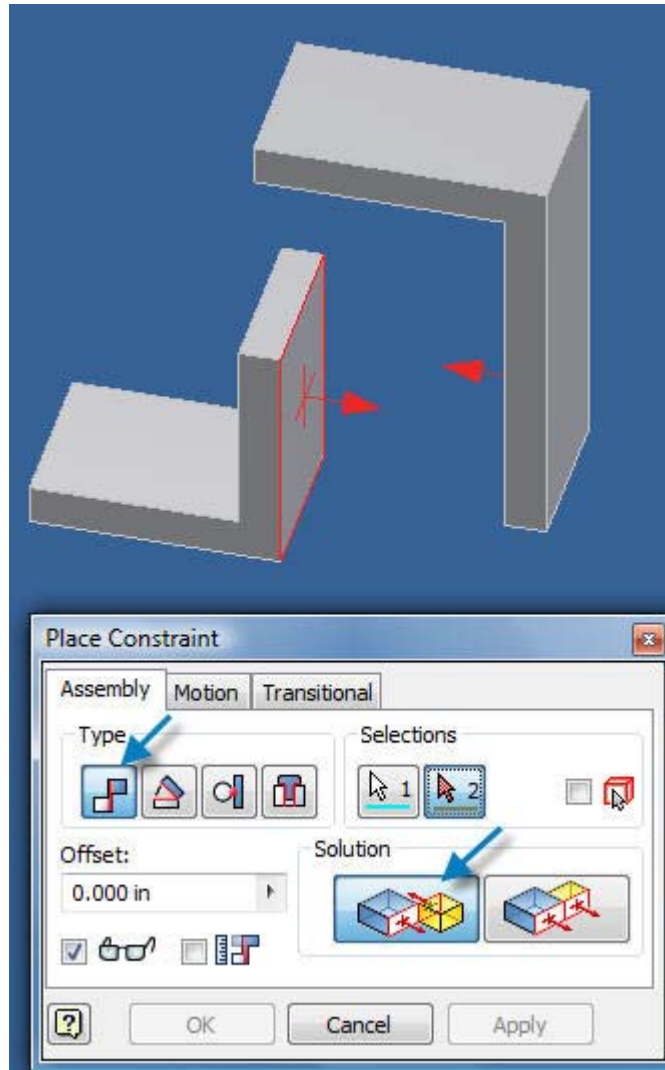 Place Constraint
Assembly Motion Transitional
Type Selections
1 2
Offset: Solution
0.000 in
? OK Cancel Apply